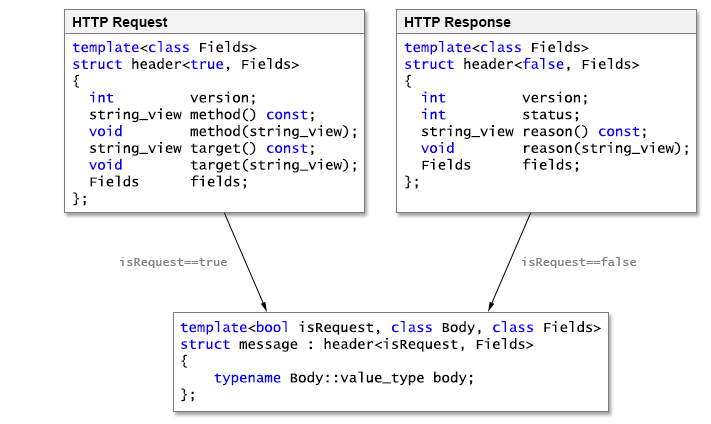 HTTP Request
template<class Fields>
struct header<true, Fields>
{
  int         version;
  string_view method() const;
  void        method(string_view);
  string_view target() const;
  void        target(string_view);
  Fields      fields;
};
HTTP Response
template<class Fields>
struct header<false, Fields>
{
  int         version;
  int         status;
  string_view reason() const;
  void        reason(string_view);
  Fields      fields;
};
isRequest==true
isRequest==false
template<bool isRequest, class Body, class Fields>
struct message : header<isRequest, Fields>
{
    typename Body::value_type body;
};